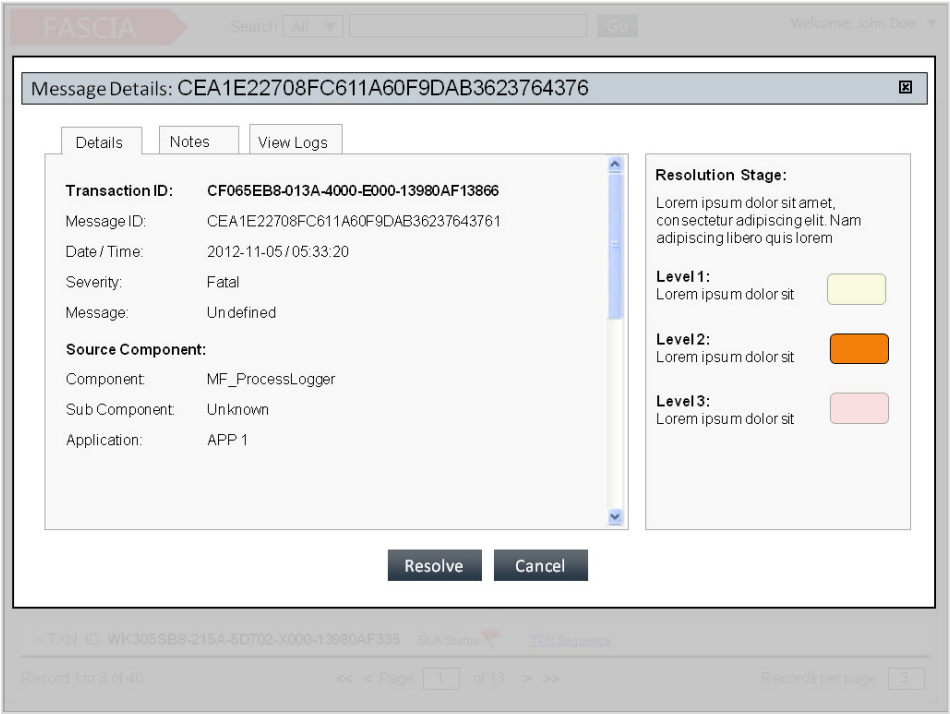 FASCIA
Search All ▼ Go
Welcome, John Doe ▼
Message Details: CEA1E22708FC611A60F9DAB3623764376
Details Notes View Logs
Transaction ID: CF065EB8-013A-4000-E000-13980AF13866
Message ID: CEA1E22708FC611A60F9DAB36237643761
Date / Time: 2012-11-05 / 05:33:20
Severity: Fatal
Message: Undefined
Source Component:
Component: MF_ProcessLogger
Sub Component: Unknown
Application: APP 1
Resolution Stage:
Lorem ipsum dolor sit amet,
consectetur adipiscing elit. Nam
adipiscing libero quis lorem
Level 1:
Lorem ipsum dolor sit
Level 2:
Lorem ipsum dolor sit
Level 3:
Lorem ipsum dolor sit
Resolve Cancel
TXN ID: WK305SB8-215A-5D702-X000-13980AF335 SLA Status TXN Sequence
Record 1 to 3 of 40 << < Page 1 of 13 > >> Records per page 3